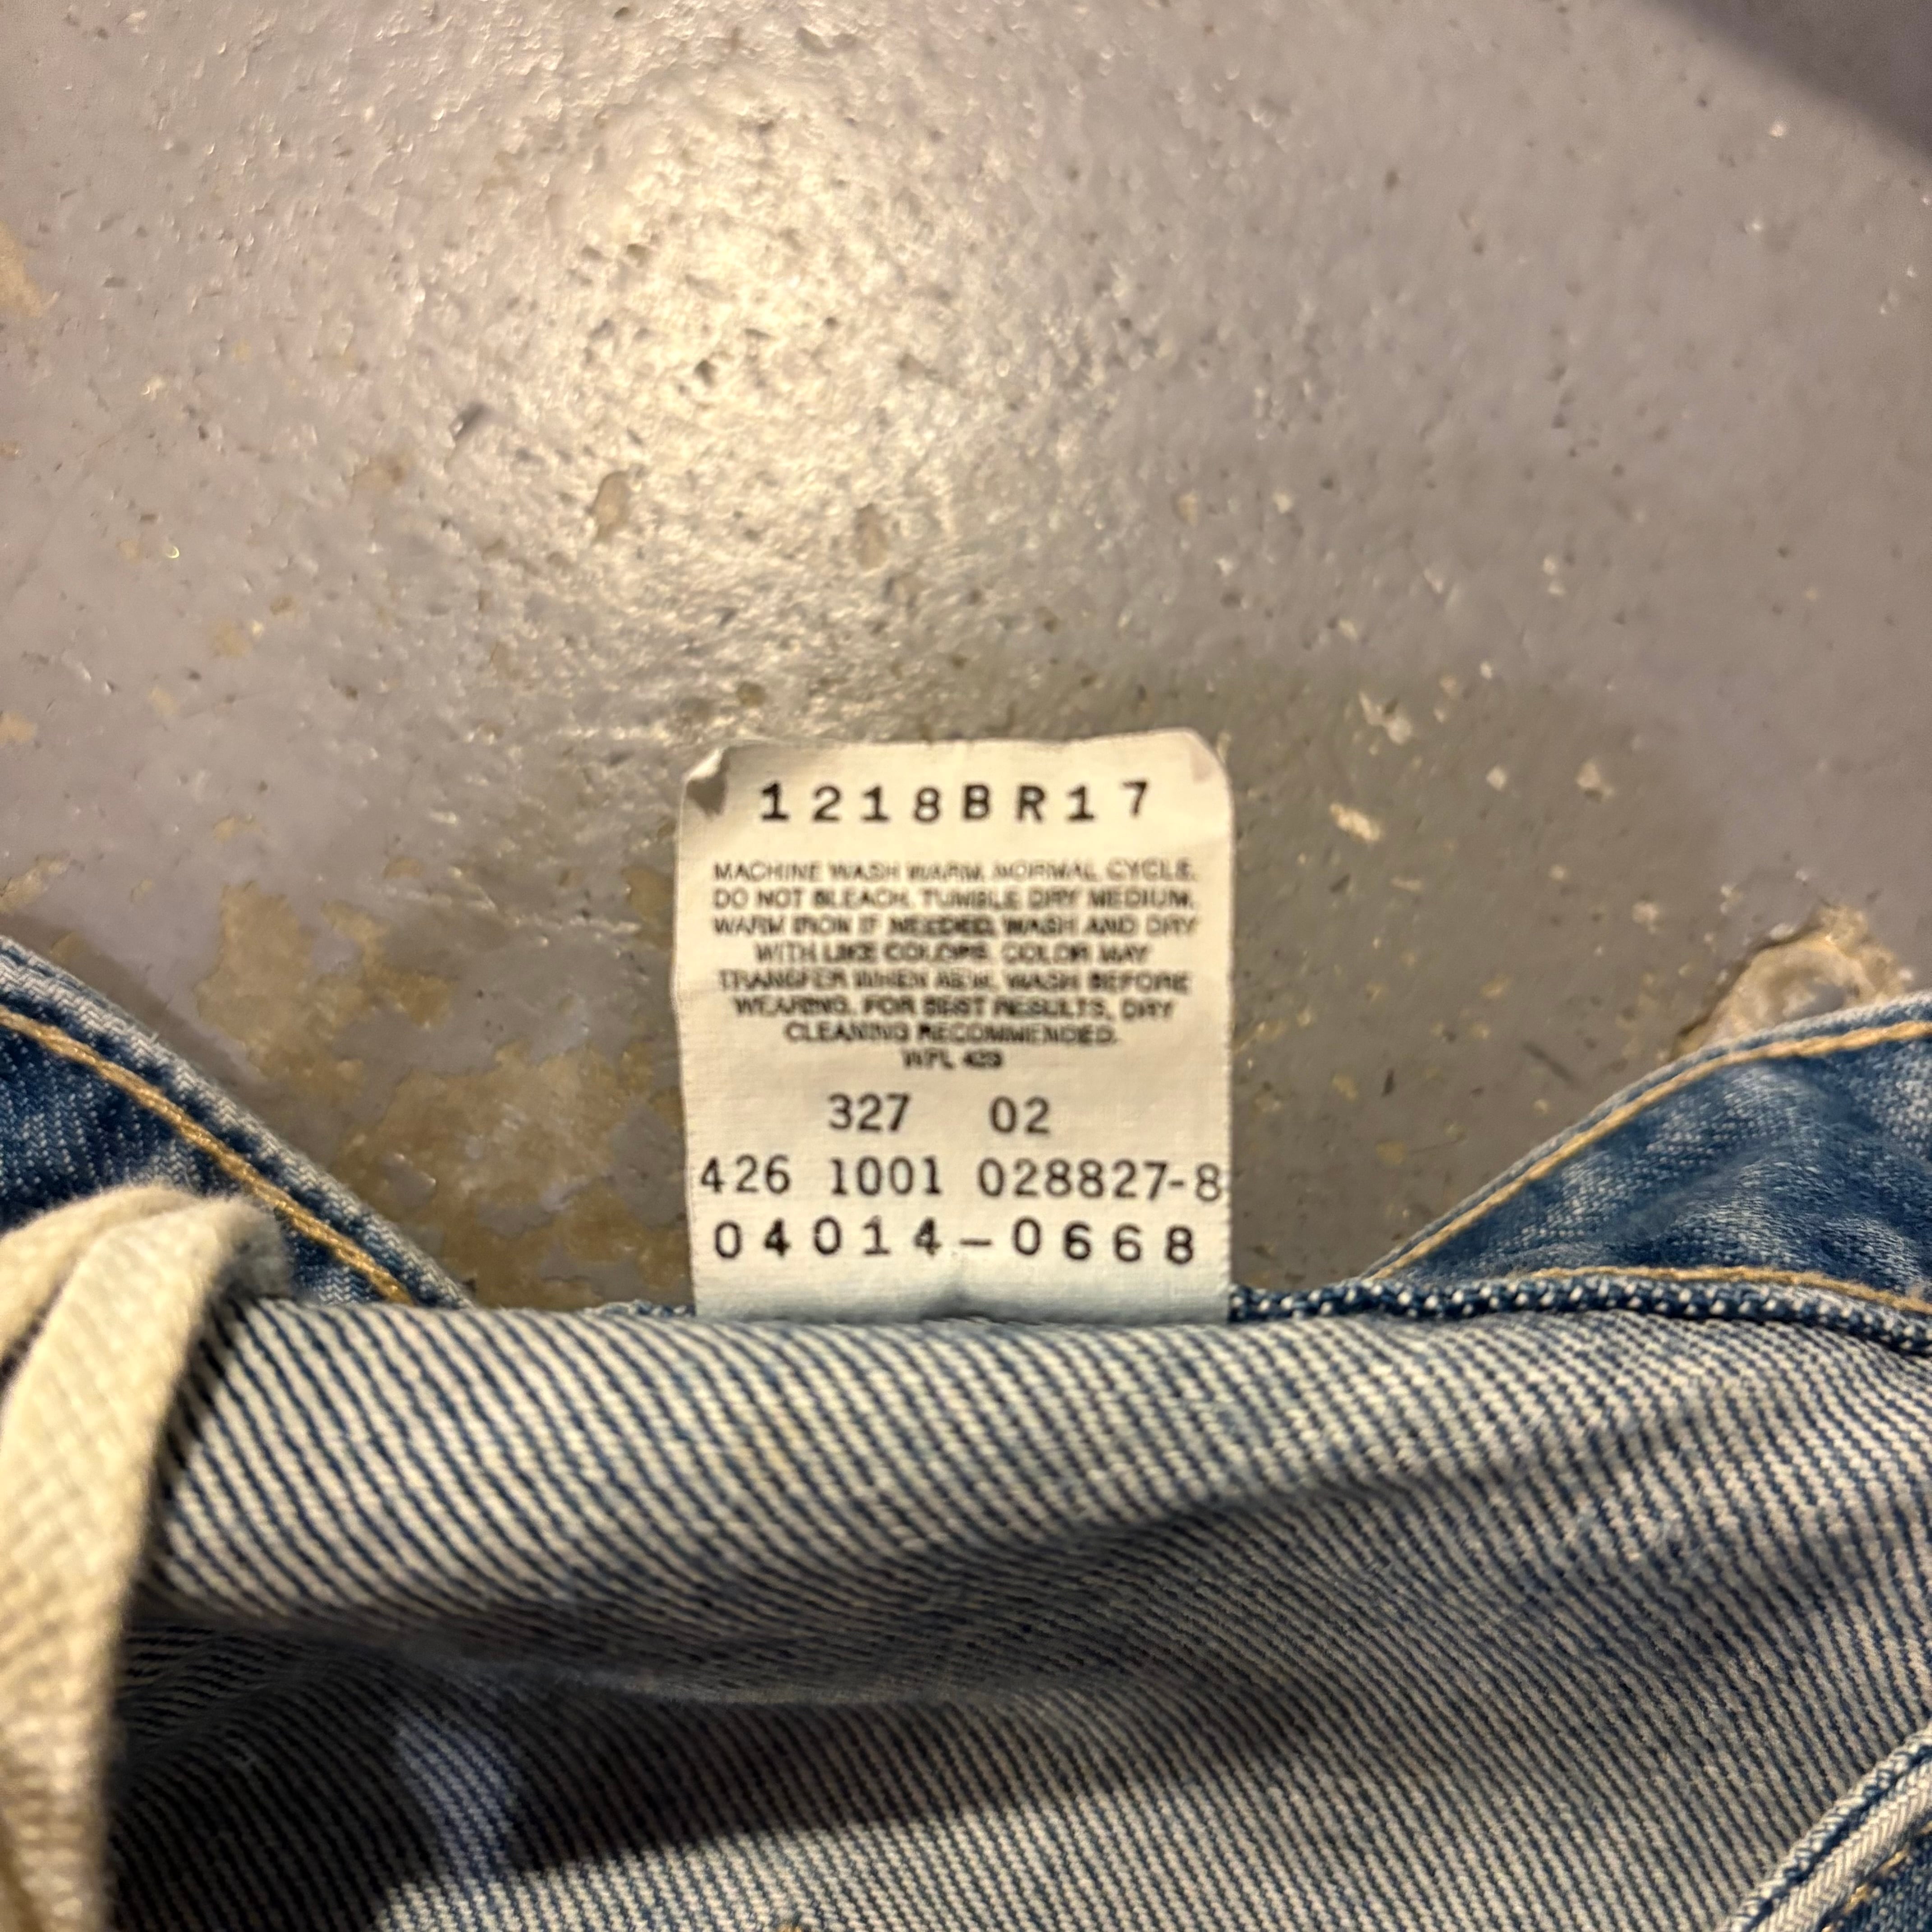 1218BR17
MACHINE WASH WARM, NORMAL CYCLE.
DO NOT BLEACH. TUMBLE DRY MEDIUM.
WARM IRON IF NEEDED. WASH AND DRY
WITH LIKE COLORS. COLOR MAY
TRANSFER WHEN NEW. WASH BEFORE
WEARING. FOR BEST RESULTS, DRY
CLEANING RECOMMENDED.
WPL 423
327 02
426 1001 028827-8
04014-0668